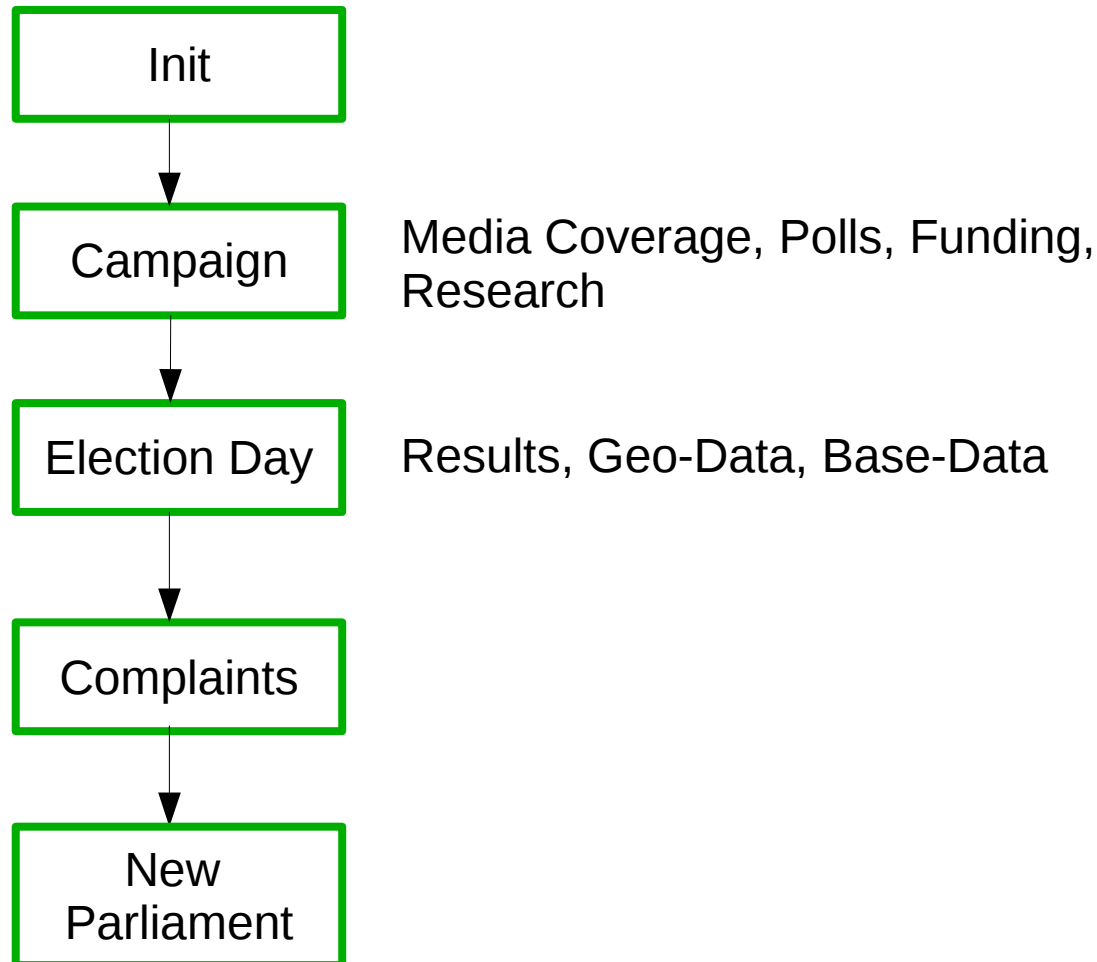 Init
Campaign
Media Coverage, Polls, Funding,
Research
Election Day
Results, Geo-Data, Base-Data
Complaints
New
Parliament